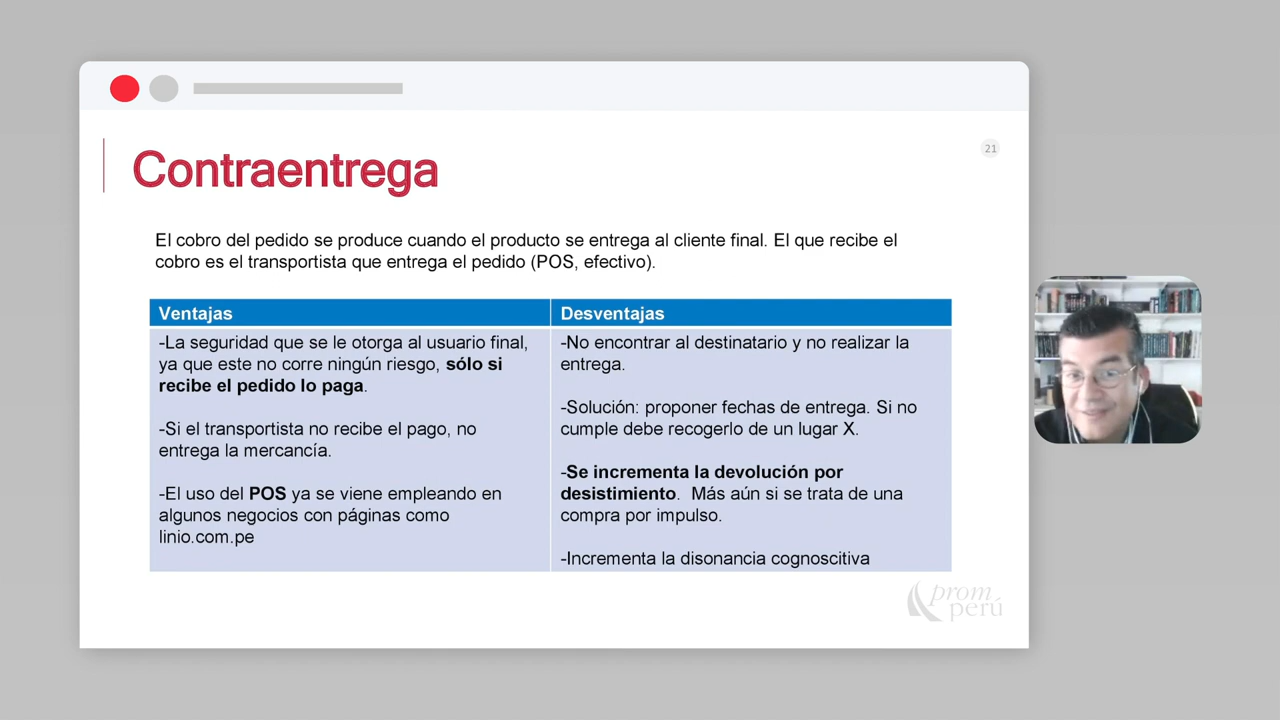 21
Contraentrega
El cobro del pedido se produce cuando el producto se entrega al cliente final. El que recibe el
cobro es el transportista que entrega el pedido (POS, efectivo).
Ventajas
-La seguridad que se le otorga al usuario final,
ya que este no corre ningún riesgo, sólo si
recibe el pedido lo paga.
-Si el transportista no recibe el pago, no
entrega la mercancía.
-El uso del POS ya se viene empleando en
algunos negocios con páginas como
linio.com.pe
Desventajas
-No encontrar al destinatario y no realizar la
entrega.
-Solución: proponer fechas de entrega. Si no
cumple debe recogerlo de un lugar X.
-Se incrementa la devolución por
desistimiento.  Más aún si se trata de una
compra por impulso.
-Incrementa la disonancia cognoscitiva
prom
perú